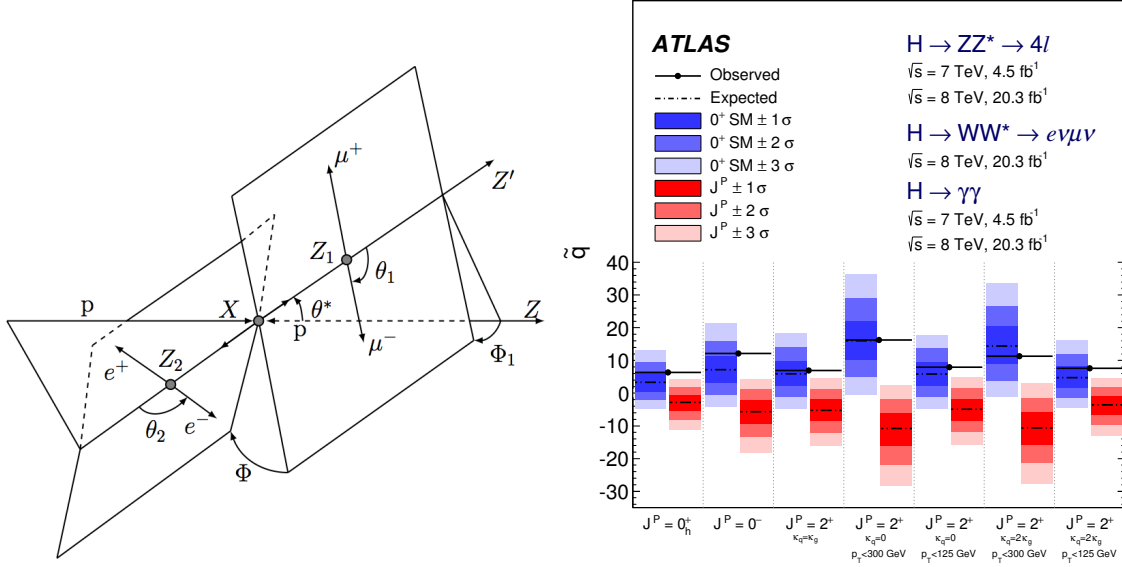 μ+
Z'
Z1
θ1
p
X
θ*
p
Z
μ−
Φ1
e+
Z2
θ2
e−
Φ
ATLAS
Observed
Expected
0+ SM ± 1 σ
0+ SM ± 2 σ
0+ SM ± 3 σ
JP ± 1 σ
JP ± 2 σ
JP ± 3 σ
H → ZZ* → 4l
√s = 7 TeV, 4.5 fb-1
√s = 8 TeV, 20.3 fb-1
H → WW* → eνμν
√s = 8 TeV, 20.3 fb-1
H → γγ
√s = 7 TeV, 4.5 fb-1
√s = 8 TeV, 20.3 fb-1
q̃
40
30
20
10
0
-10
-20
-30
JP = 0+h
JP = 0-
JP = 2+
κq=κg
JP = 2+
κq=0
pT<300 GeV
JP = 2+
κq=0
pT<125 GeV
JP = 2+
κq=2κg
pT<300 GeV
JP = 2+
κq=2κg
pT<125 GeV